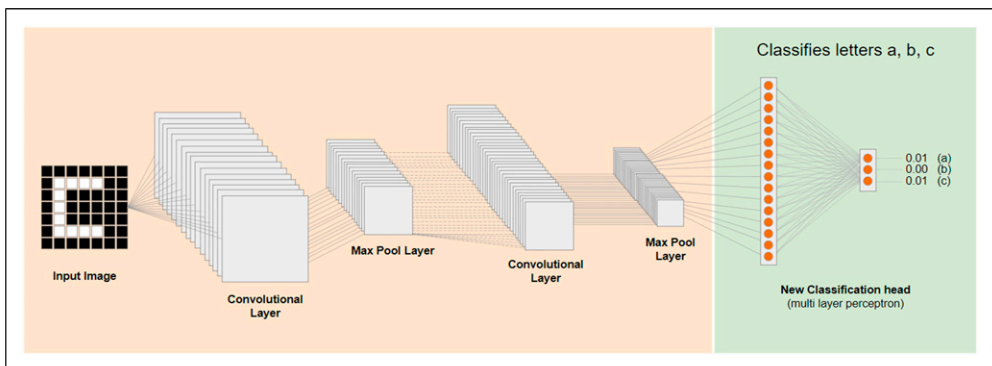 Classifies letters a, b, c
0.01 (a)
0.00 (b)
0.01 (c)
Input Image
Convolutional
Layer
Max Pool Layer
Convolutional
Layer
Max Pool
Layer
New Classification head
(multi layer perceptron)